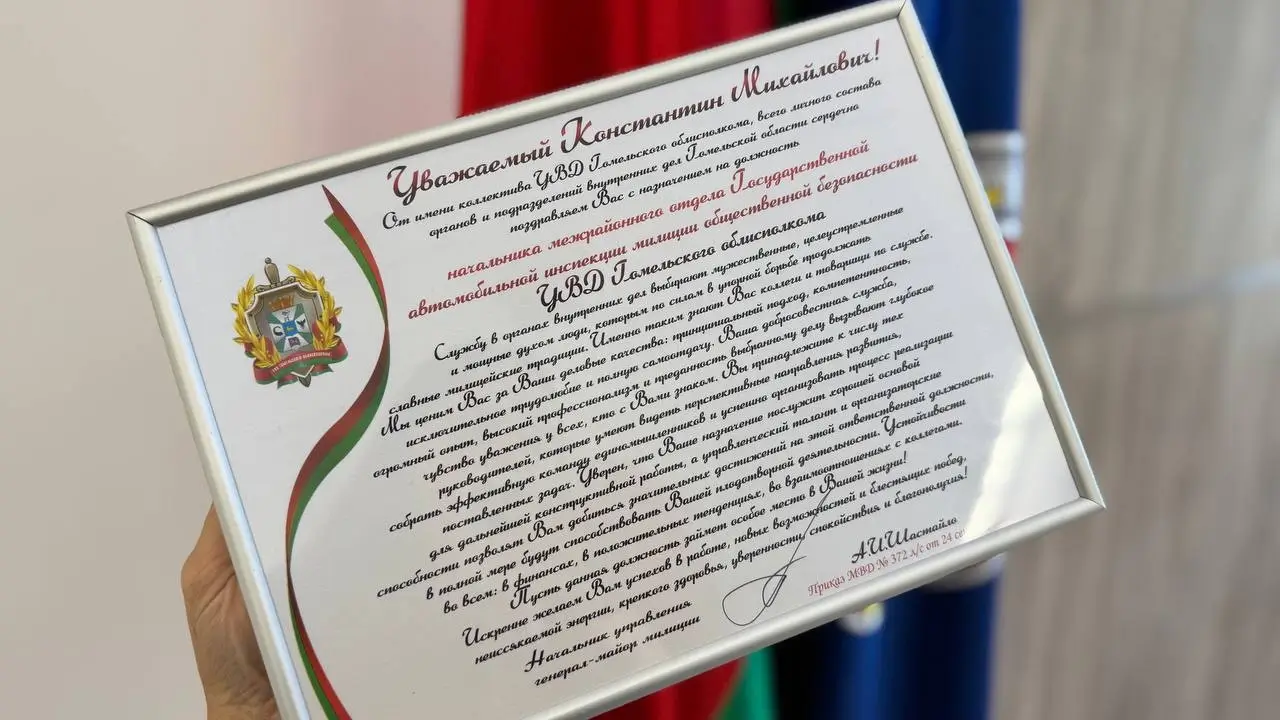 Уважаемый Константин Михайлович!
От имени коллектива УВД Гомельского облисполкома, всего личного состава
органов и подразделений внутренних дел Гомельской области сердечно
поздравляем Вас с назначением на должность
начальника межрайонного отдела Государственной
автомобильной инспекции милиции общественной безопасности
УВД Гомельского облисполкома
Службу в органах внутренних дел выбирают мужественные, целеустремленные
и мощные духом люди, которым по силам в упорной борьбе продолжать
славные милицейские традиции. Именно таким знают Вас коллеги и товарищи по службе.
Мы ценим Вас за Ваши деловые качества: принципиальный подход, компетентность,
исключительное трудолюбие и полную самоотдачу. Ваша добросовестная служба,
огромный опыт, высокий профессионализм и преданность выбранному делу вызывают глубокое
чувство уважения у всех, кто с Вами знаком. Вы принадлежите к числу тех
руководителей, которые умеют видеть перспективные направления развития,
собрать эффективную команду единомышленников и успешно организовать процесс реализации
поставленных задач. Уверен, что Ваше назначение послужит хорошей основой
для дальнейшей конструктивной работы, а управленческий талант и организаторские
способности позволят Вам добиться значительных достижений на этой ответственной должности,
в полной мере будут способствовать Вашей плодотворной деятельности. Устойчивости
во всем: в финансах, в положительных тенденциях, во взаимоотношениях с коллегами.
Пусть данная должность займет особое место в Вашей жизни!
Искренне желаем Вам успехов в работе, новых возможностей и блестящих побед,
неиссякаемой энергии, крепкого здоровья, уверенности, спокойствия и благополучия!
Начальник управления
генерал-майор милиции
А.И.Шастайло
Приказ МВД № 372 л/с от 24